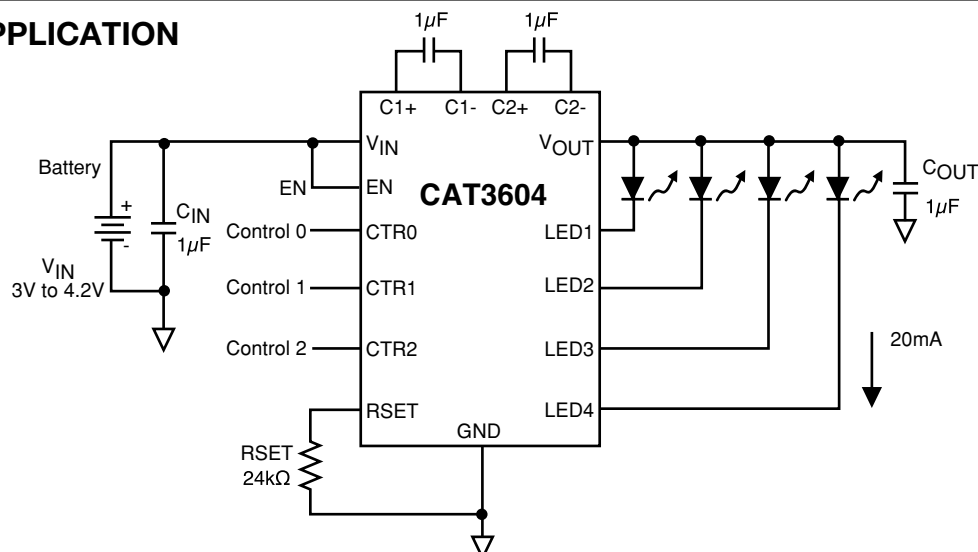 PPLICATION
1µF
1µF
C1+
C1-
C2+
C2-
VIN
VOUT
Battery
EN
EN
CAT3604
COUT
1µF
+
-
CIN
1µF
Control 0
CTR0
LED1
VIN
3V to 4.2V
Control 1
CTR1
LED2
Control 2
CTR2
LED3
20mA
RSET
LED4
GND
RSET
24kΩ